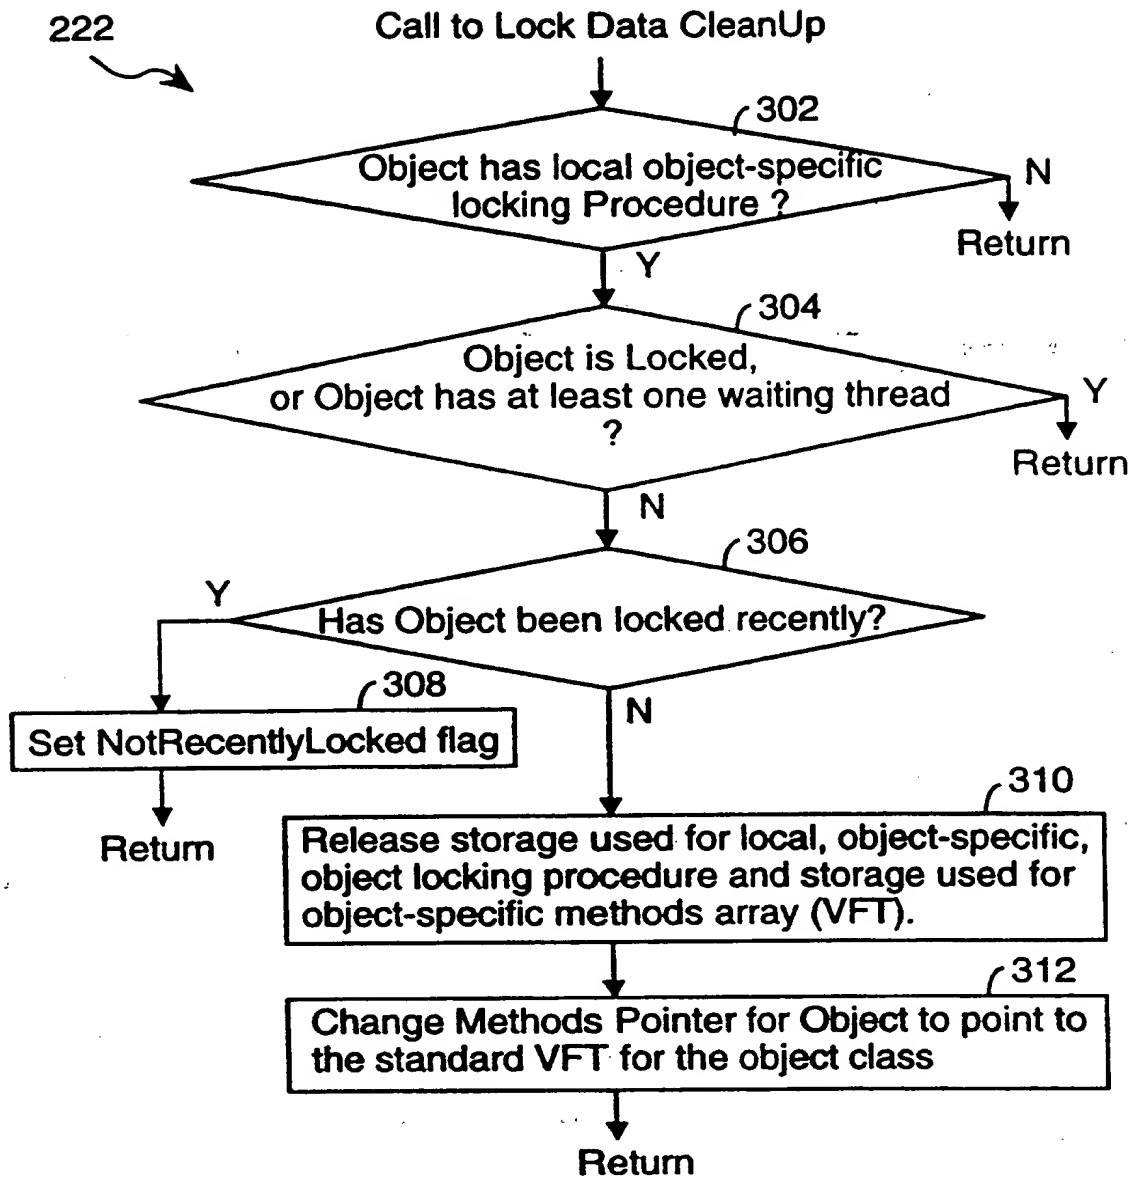 222
Call to Lock Data CleanUp
302
Object has local object-specific
locking Procedure ?
N
Return
Y
304
Object is Locked,
or Object has at least one waiting thread
?
Y
Return
N
306
Y
Has Object been locked recently?
308
N
Set NotRecentlyLocked flag
310
Return
Release storage used for local, object-specific,
object locking procedure and storage used for
object-specific methods array (VFT).
312
Change Methods Pointer for Object to point to
the standard VFT for the object class
Return